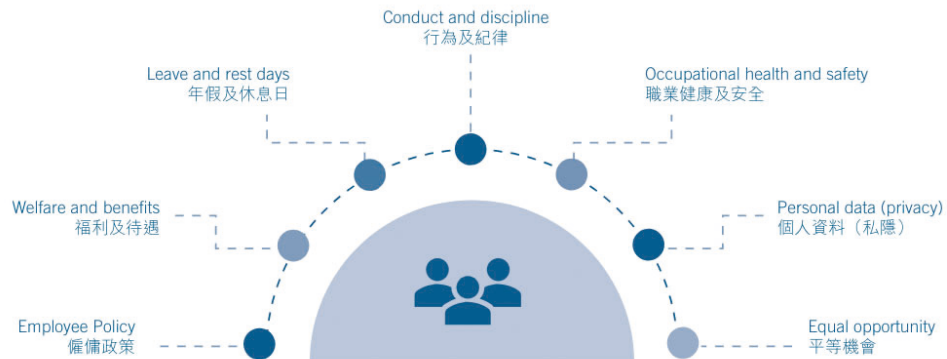 Conduct and discipline
行為及紀律
Leave and rest days
年假及休息日
Occupational health and safety
職業健康及安全
Welfare and benefits
福利及待遇
Personal data (privacy)
個人資料（私隱）
Employee Policy
僱傭政策
Equal opportunity
平等機會